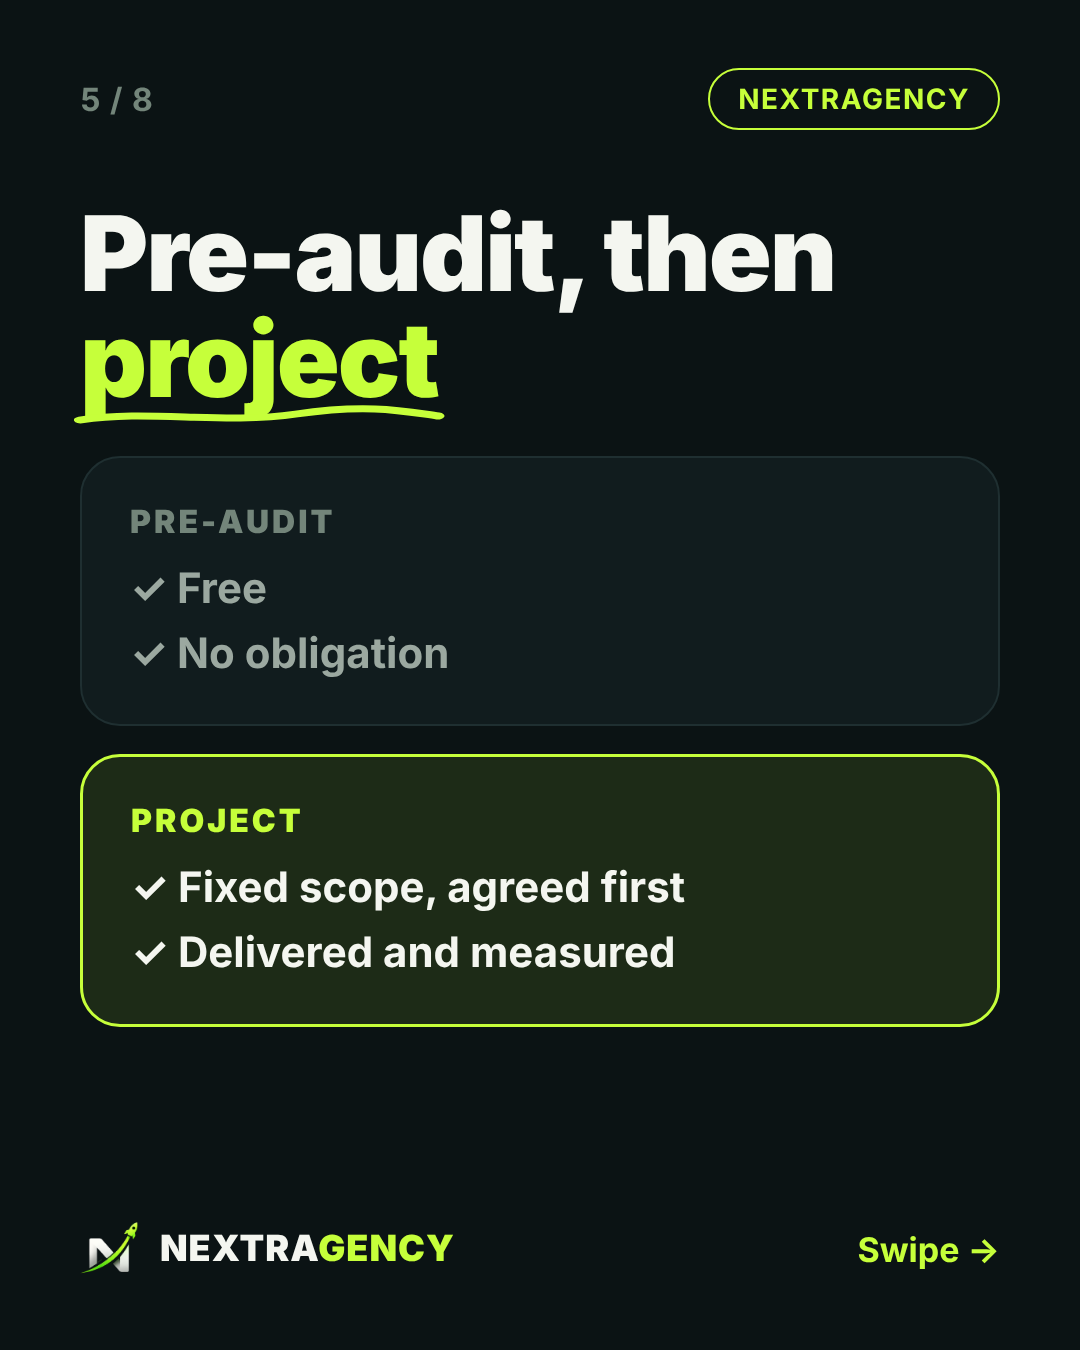 5 / 8
NEXTRAGENCY
Pre-audit, then
project
PRE-AUDIT
✓ Free
✓ No obligation
PROJECT
✓ Fixed scope, agreed first
✓ Delivered and measured
NEXTRAGENCY
Swipe →